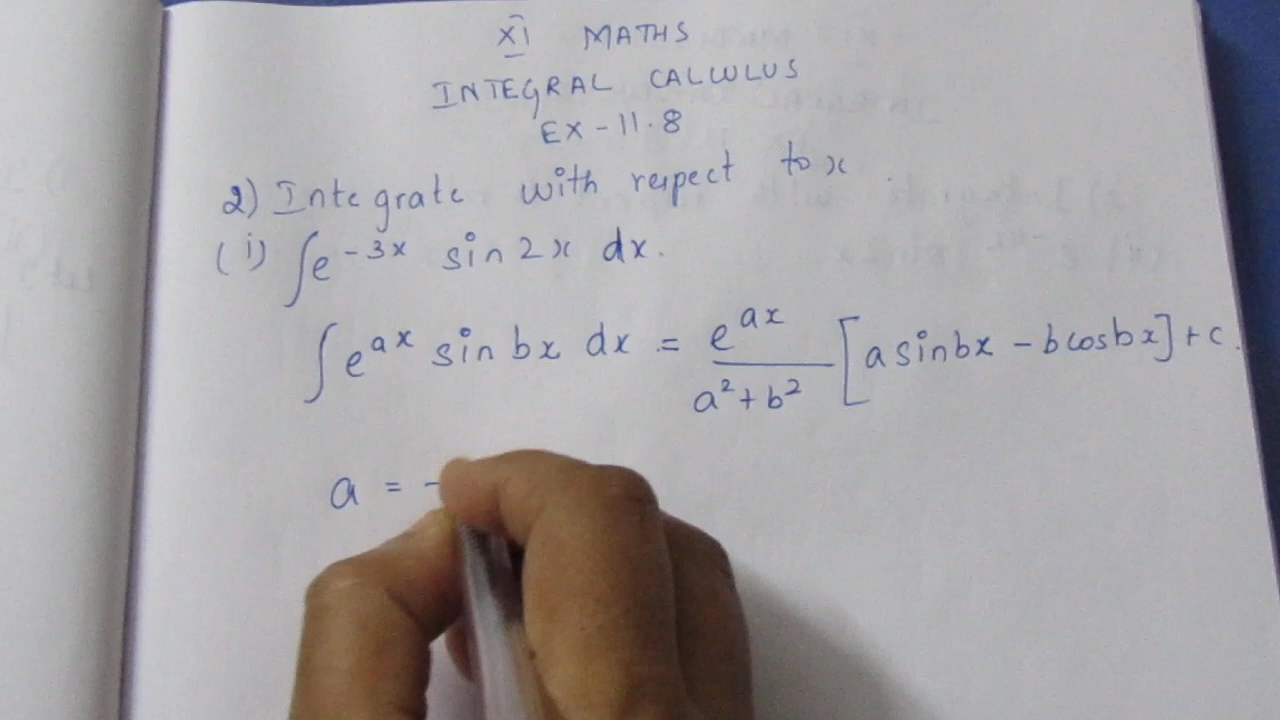 XI MATHS
INTEGRAL CALCULUS
EX - 11.8
2) Integrate with respect to x
(i) ∫e^-3x sin 2x dx.
∫e^ax sin bx dx = e^ax / a²+b² [a sin bx - b cos bx] + c.
a = -